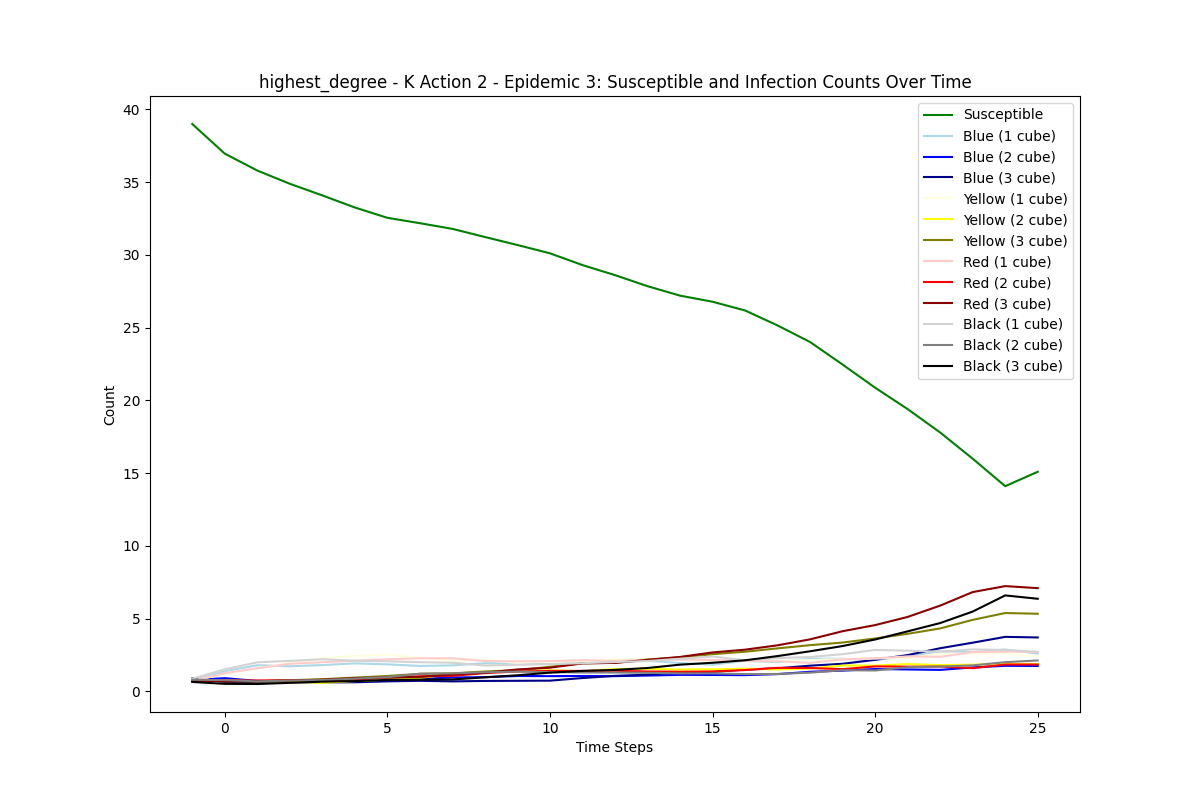 highest_degree - K Action 2 - Epidemic 3: Susceptible and Infection Counts Over Time
Susceptible
Blue (1 cube)
Blue (2 cube)
Blue (3 cube)
Yellow (1 cube)
Yellow (2 cube)
Yellow (3 cube)
Red (1 cube)
Red (2 cube)
Red (3 cube)
Black (1 cube)
Black (2 cube)
Black (3 cube)
Count
40
35
30
25
20
15
10
5
0
0 5 10 15 20 25
Time Steps